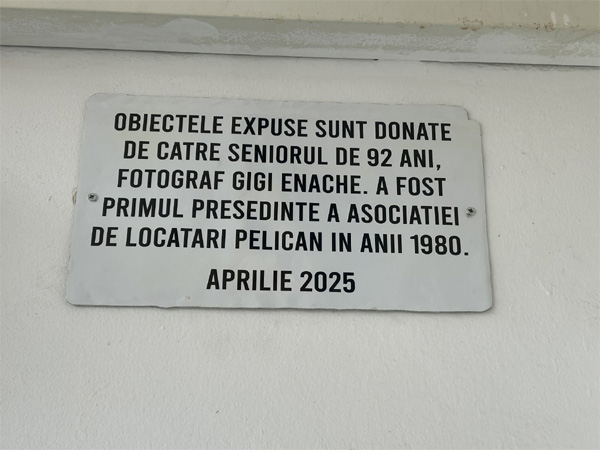 OBIECTELE EXPUSE SUNT DONATE
DE CATRE SENIORUL DE 92 ANI,
FOTOGRAF GIGI ENACHE. A FOST
PRIMUL PRESEDINTE A ASOCIATIEI
DE LOCATARI PELICAN IN ANII 1980.
APRILIE 2025